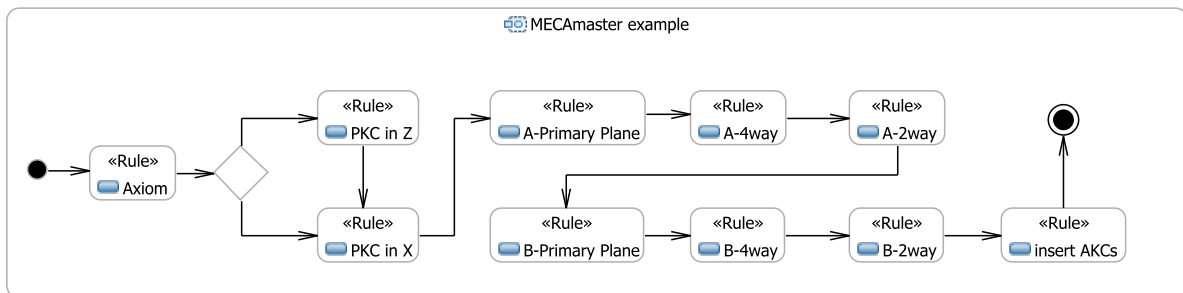 MECAmaster example
«Rule»
Axiom
«Rule»
PKC in Z
«Rule»
PKC in X
«Rule»
A-Primary Plane
«Rule»
A-4way
«Rule»
A-2way
«Rule»
B-Primary Plane
«Rule»
B-4way
«Rule»
B-2way
«Rule»
insert AKCs